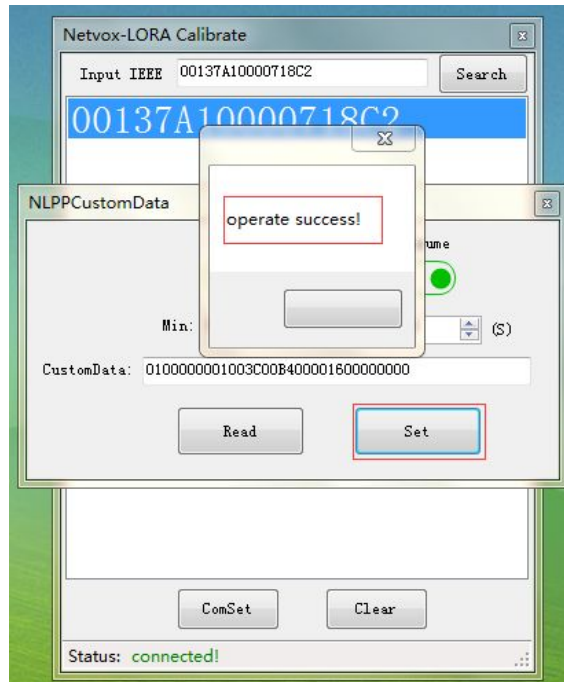 Netvox-LORA Calibrate
Input IEEE 00137A10000718C2 Search
00137A10000718C2
NLPPCustomData
operate success!
ume
Min: (S)
CustomData: 0100000001003C00B400001600000000
Read Set
ComSet Clear
Status: connected!